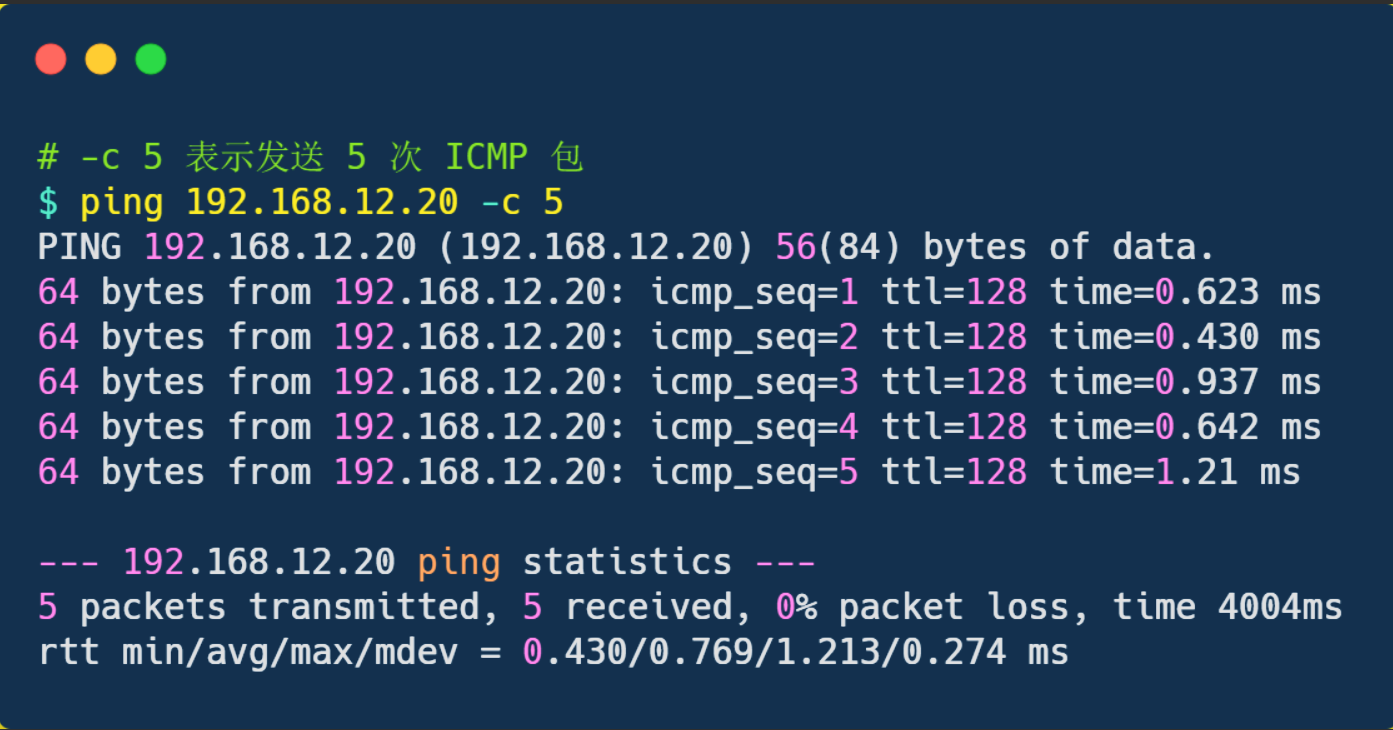 # -c 5 表示发送 5 次 ICMP 包
$ ping 192.168.12.20 -c 5
PING 192.168.12.20 (192.168.12.20) 56(84) bytes of data.
64 bytes from 192.168.12.20: icmp_seq=1 ttl=128 time=0.623 ms
64 bytes from 192.168.12.20: icmp_seq=2 ttl=128 time=0.430 ms
64 bytes from 192.168.12.20: icmp_seq=3 ttl=128 time=0.937 ms
64 bytes from 192.168.12.20: icmp_seq=4 ttl=128 time=0.642 ms
64 bytes from 192.168.12.20: icmp_seq=5 ttl=128 time=1.21 ms
--- 192.168.12.20 ping statistics ---
5 packets transmitted, 5 received, 0% packet loss, time 4004ms
rtt min/avg/max/mdev = 0.430/0.769/1.213/0.274 ms